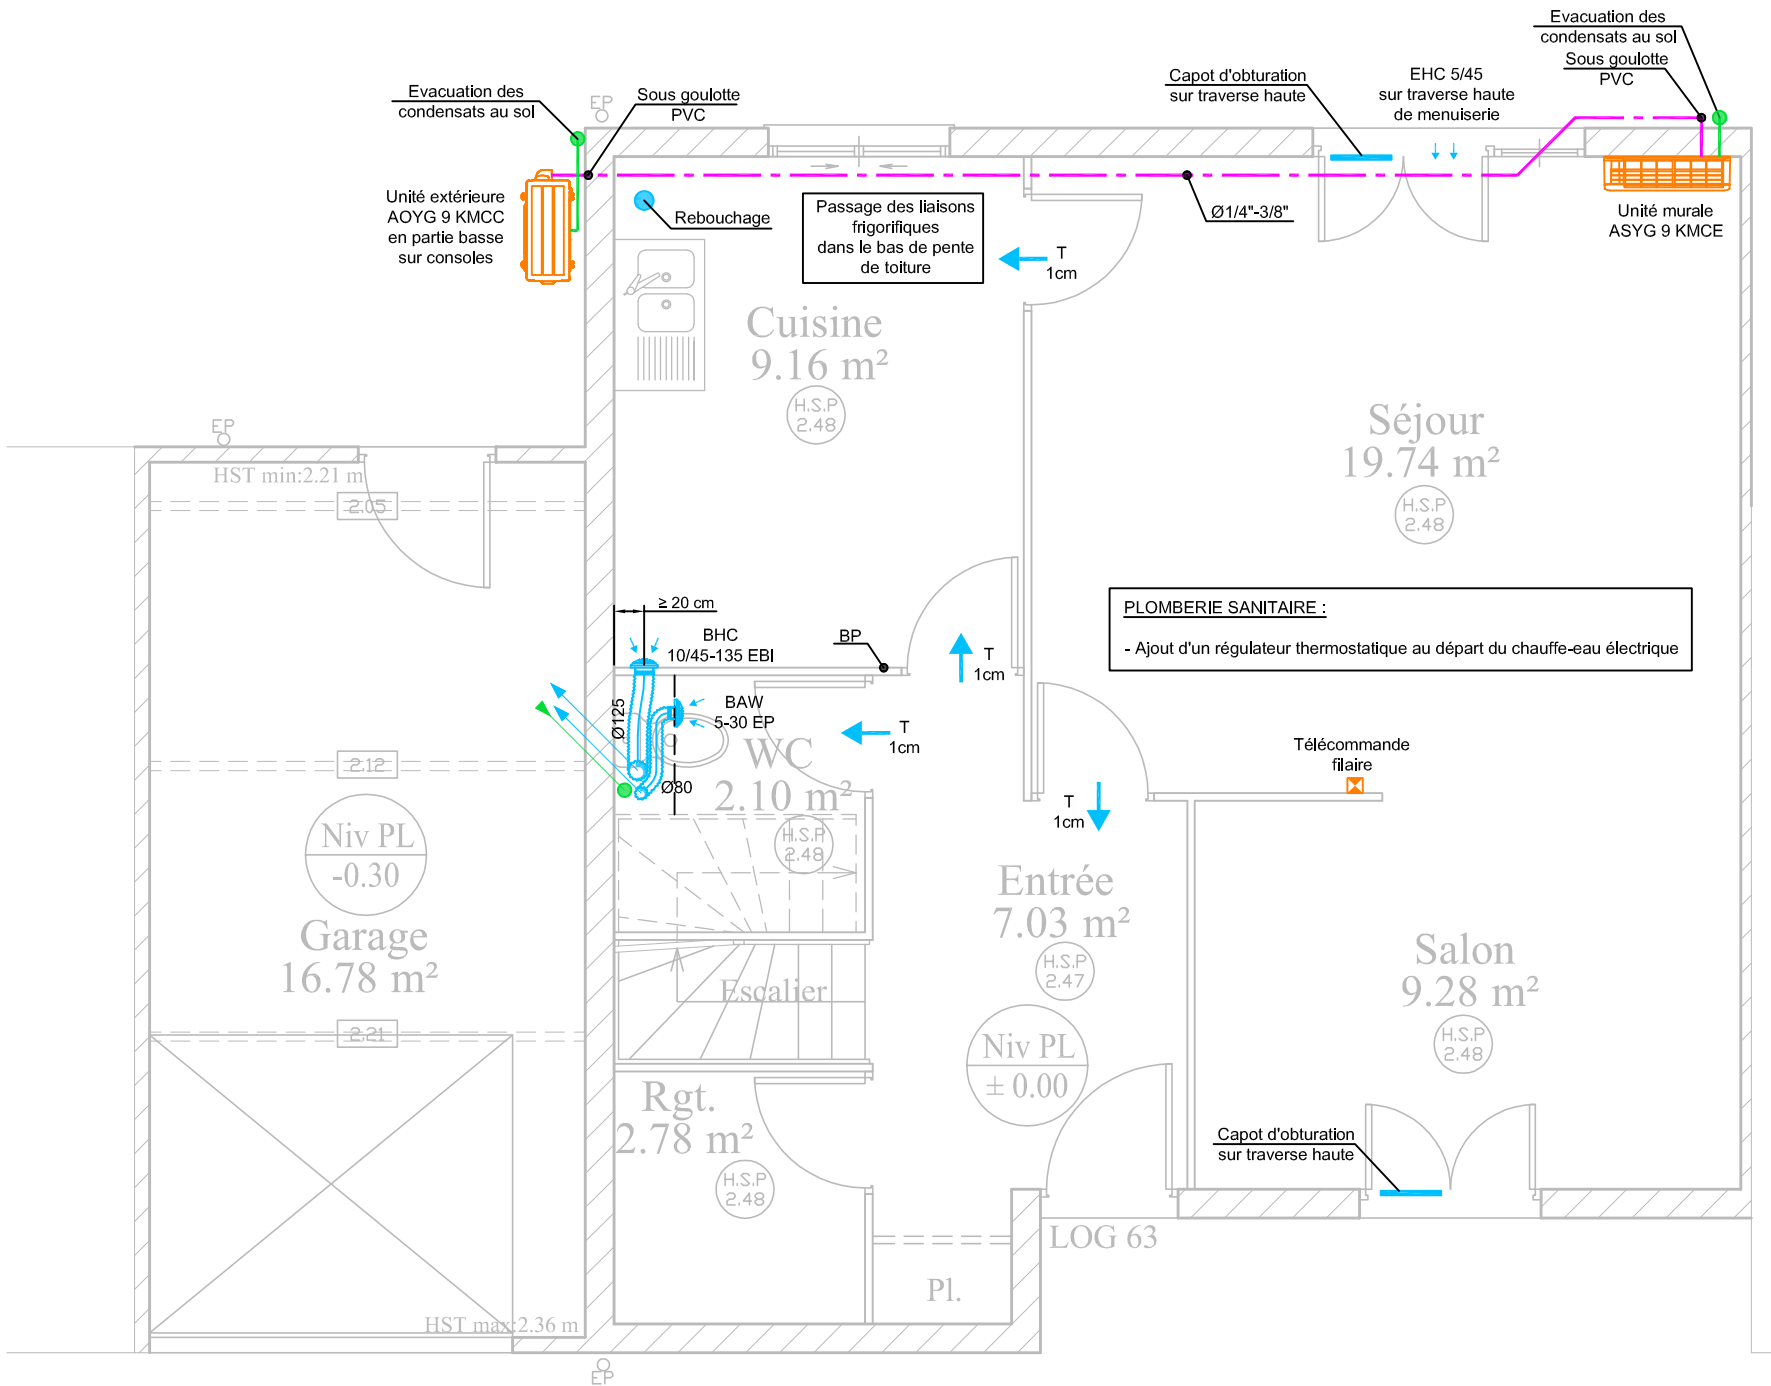 Evacuation des
condensats au sol
Sous goulotte
PVC
EP
Capot d'obturation
sur traverse haute
EHC 5/45
sur traverse haute
de menuiserie
Evacuation des
condensats au sol
Sous goulotte
PVC
Unité extérieure
AOYG 9 KMCC
en partie basse
sur consoles
Rebouchage
Passage des liaisons
frigorifiques
dans le bas de pente
de toiture
Ø1/4"-3/8"
Unité murale
ASYG 9 KMCE
T
1cm
Cuisine
9.16 m²
H.S.P
2.48
Séjour
19.74 m²
H.S.P
2.48
EP
HST min:2.21 m
2.05
≥ 20 cm
BHC
10/45-135 EBI
BP
T
1cm
PLOMBERIE SANITAIRE :
- Ajout d'un régulateur thermostatique au départ du chauffe-eau électrique
Ø125
BAW
5-30 EP
T
1cm
WC
2.10 m²
Ø80
H.S.P
2.48
2.12
T
1cm
Télécommande
filaire
Niv PL
-0.30
Garage
16.78 m²
Entrée
7.03 m²
H.S.P
2.47
Salon
9.28 m²
H.S.P
2.48
Escalier
2.21
Niv PL
± 0.00
Rgt.
2.78 m²
H.S.P
2.48
Capot d'obturation
sur traverse haute
LOG 63
Pl.
HST max:2.36 m
EP